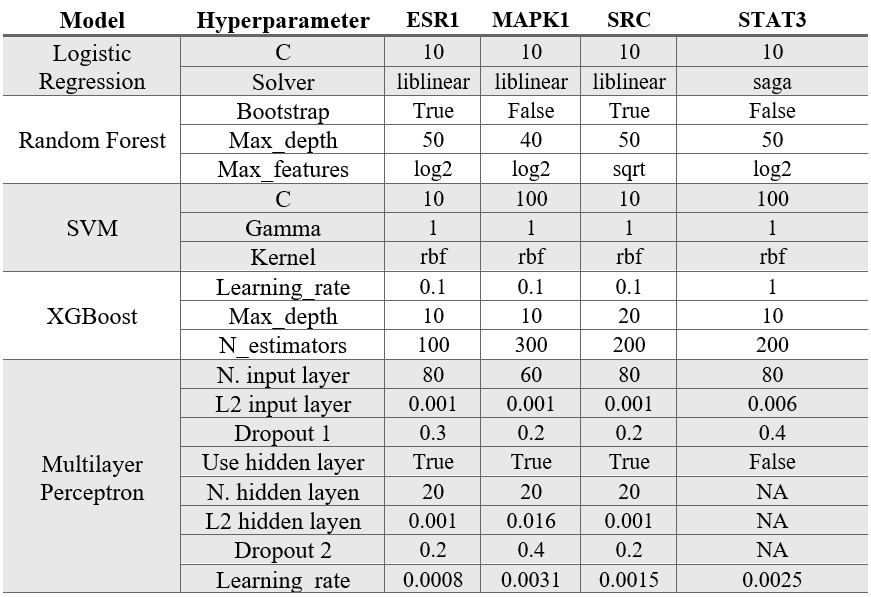 Model Hyperparameter ESR1 MAPK1 SRC STAT3
Logistic Regression C 10 10 10 10
Solver liblinear liblinear liblinear saga
Random Forest Bootstrap True False True False
Max_depth 50 40 50 50
Max_features log2 log2 sqrt log2
SVM C 10 100 10 100
Gamma 1 1 1 1
Kernel rbf rbf rbf rbf
XGBoost Learning_rate 0.1 0.1 0.1 1
Max_depth 10 10 20 10
N_estimators 100 300 200 200
Multilayer Perceptron N. input layer 80 60 80 80
L2 input layer 0.001 0.001 0.001 0.006
Dropout 1 0.3 0.2 0.2 0.4
Use hidden layer True True True False
N. hidden layen 20 20 20 NA
L2 hidden layen 0.001 0.016 0.001 NA
Dropout 2 0.2 0.4 0.2 NA
Learning_rate 0.0008 0.0031 0.0015 0.0025